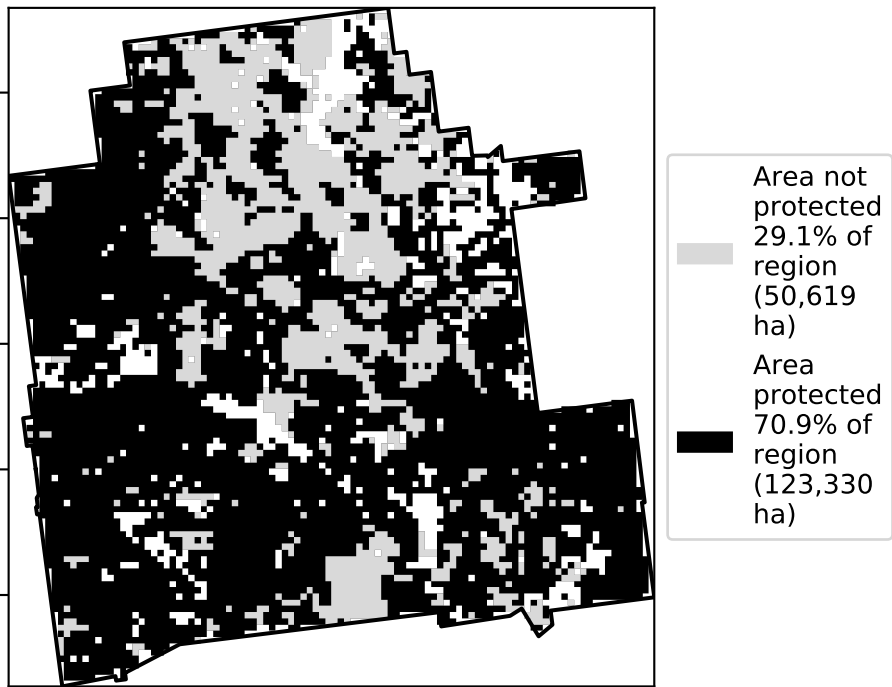 Area not
protected
29.1% of
region
(50,619
ha)
Area
protected
70.9% of
region
(123,330
ha)